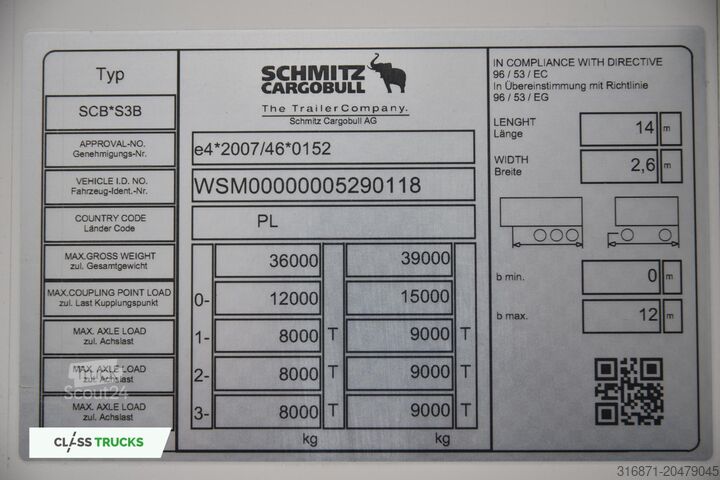 Typ
SCHMITZ
CARGOBULL
The Trailer Company.
Schmitz Cargobull AG
IN COMPLIANCE WITH DIRECTIVE
96 / 53 / EC
In Übereinstimmung mit Richtlinie
96 / 53 / EG
SCB*S3B
LENGHT
Länge
14 m
APPROVAL-NO.
Genehmigungs-Nr.
e4*2007/46*0152
WIDTH
Breite
2,6 m
VEHICLE I.D. NO.
Fahrzeug-Ident.-Nr.
WSM00000005290118
COUNTRY CODE
Länder Code
PL
MAX.GROSS WEIGHT
zul. Gesamtgewicht
36000 39000
b min. 0 m
MAX.COUPLING POINT LOAD
zul. Last Kupplungspunkt
0- 12000 15000
b max. 12 m
MAX. AXLE LOAD
zul. Achslast
1- 8000 T 9000 T
MAX. AXLE LOAD
zul. Achslast
2- 8000 T 9000 T
MAX. AXLE LOAD
zul. Achslast
3- 8000 T 9000 T
kg kg
Scout24
CLASSTRUCKS
316871-20479045